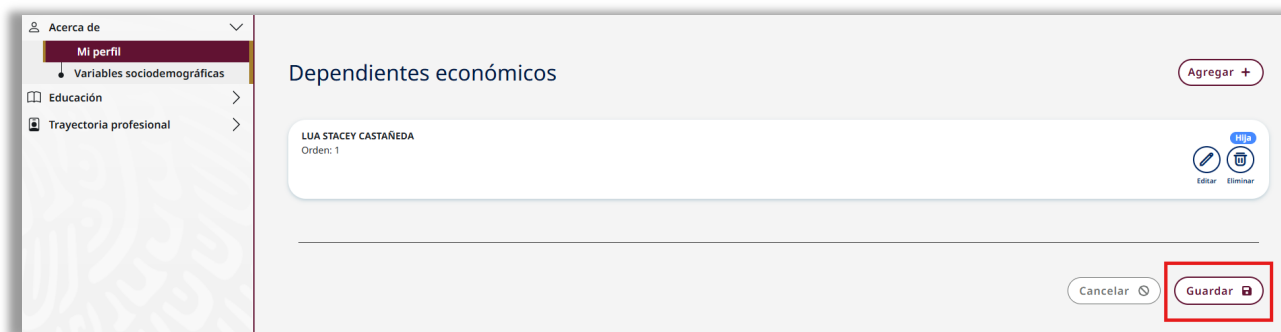 Acerca de
Mi perfil
Variables sociodemográficas
Educación
Trayectoria profesional
Dependientes económicos
Agregar +
LUA STACEY CASTAÑEDA
Orden: 1
Hija
Editar
Eliminar
Cancelar
Guardar